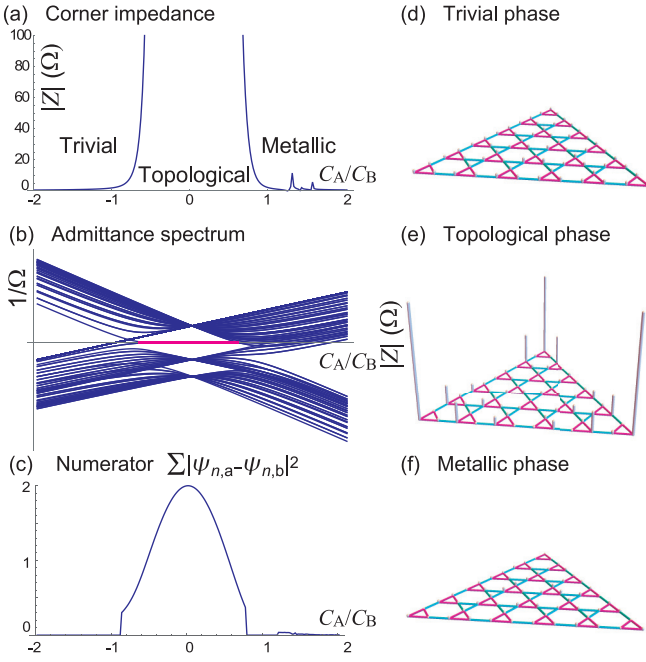 (a) Corner impedance
100
80
60
40
20
0
|Z| (Ω)
Trivial
Topological
Metallic
C_A/C_B
-2
-1
0
1
2
(b) Admittance spectrum
1/Ω
C_A/C_B
(c) Numerator ∑|ψ_{n,a}-ψ_{n,b}|²
2
1
0
C_A/C_B
-2
-1
0
1
2
(d) Trivial phase
(e) Topological phase
|Z| (Ω)
(f) Metallic phase